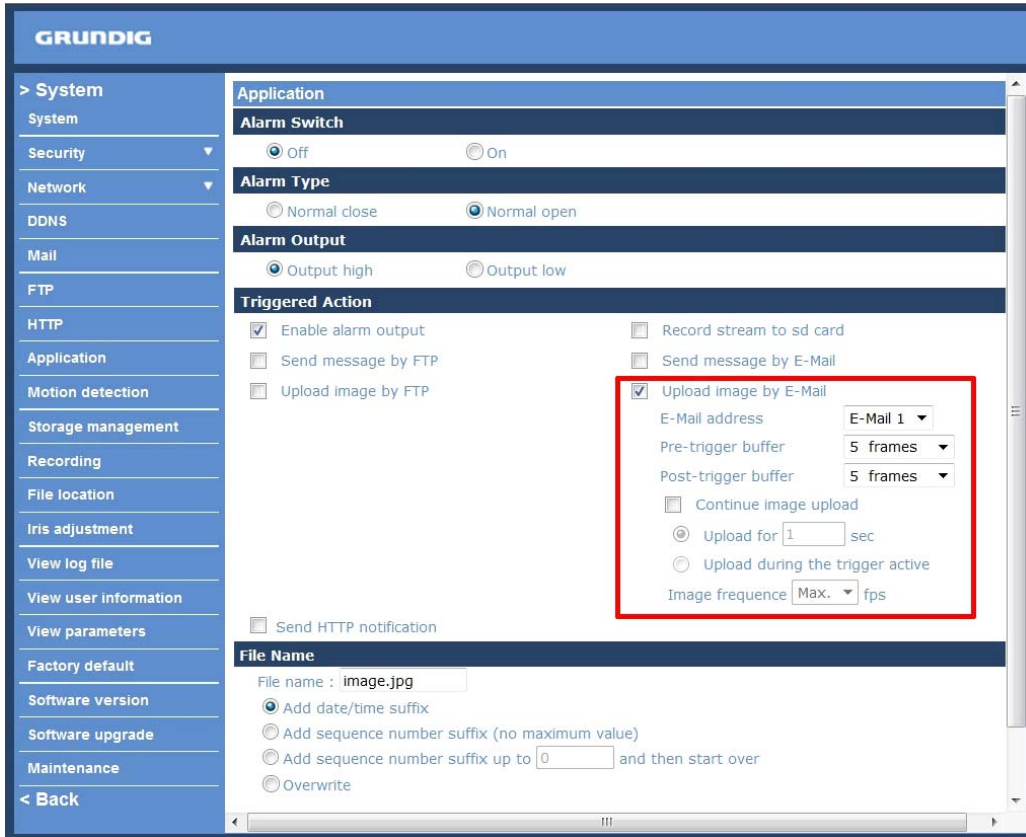 GRUNDIG
> System
System
Security
Network
DDNS
Mail
FTP
HTTP
Application
Motion detection
Storage management
Recording
File location
Iris adjustment
View log file
View user information
View parameters
Factory default
Software version
Software upgrade
Maintenance
< Back
Application
Alarm Switch
Off On
Alarm Type
Normal close Normal open
Alarm Output
Output high Output low
Triggered Action
Enable alarm output Record stream to sd card
Send message by FTP Send message by E-Mail
Upload image by FTP Upload image by E-Mail
E-Mail address E-Mail 1
Pre-trigger buffer 5 frames
Post-trigger buffer 5 frames
Continue image upload
Upload for 1 sec
Upload during the trigger active
Image frequence Max. fps
Send HTTP notification
File Name
File name : image.jpg
Add date/time suffix
Add sequence number suffix (no maximum value)
Add sequence number suffix up to 0 and then start over
Overwrite